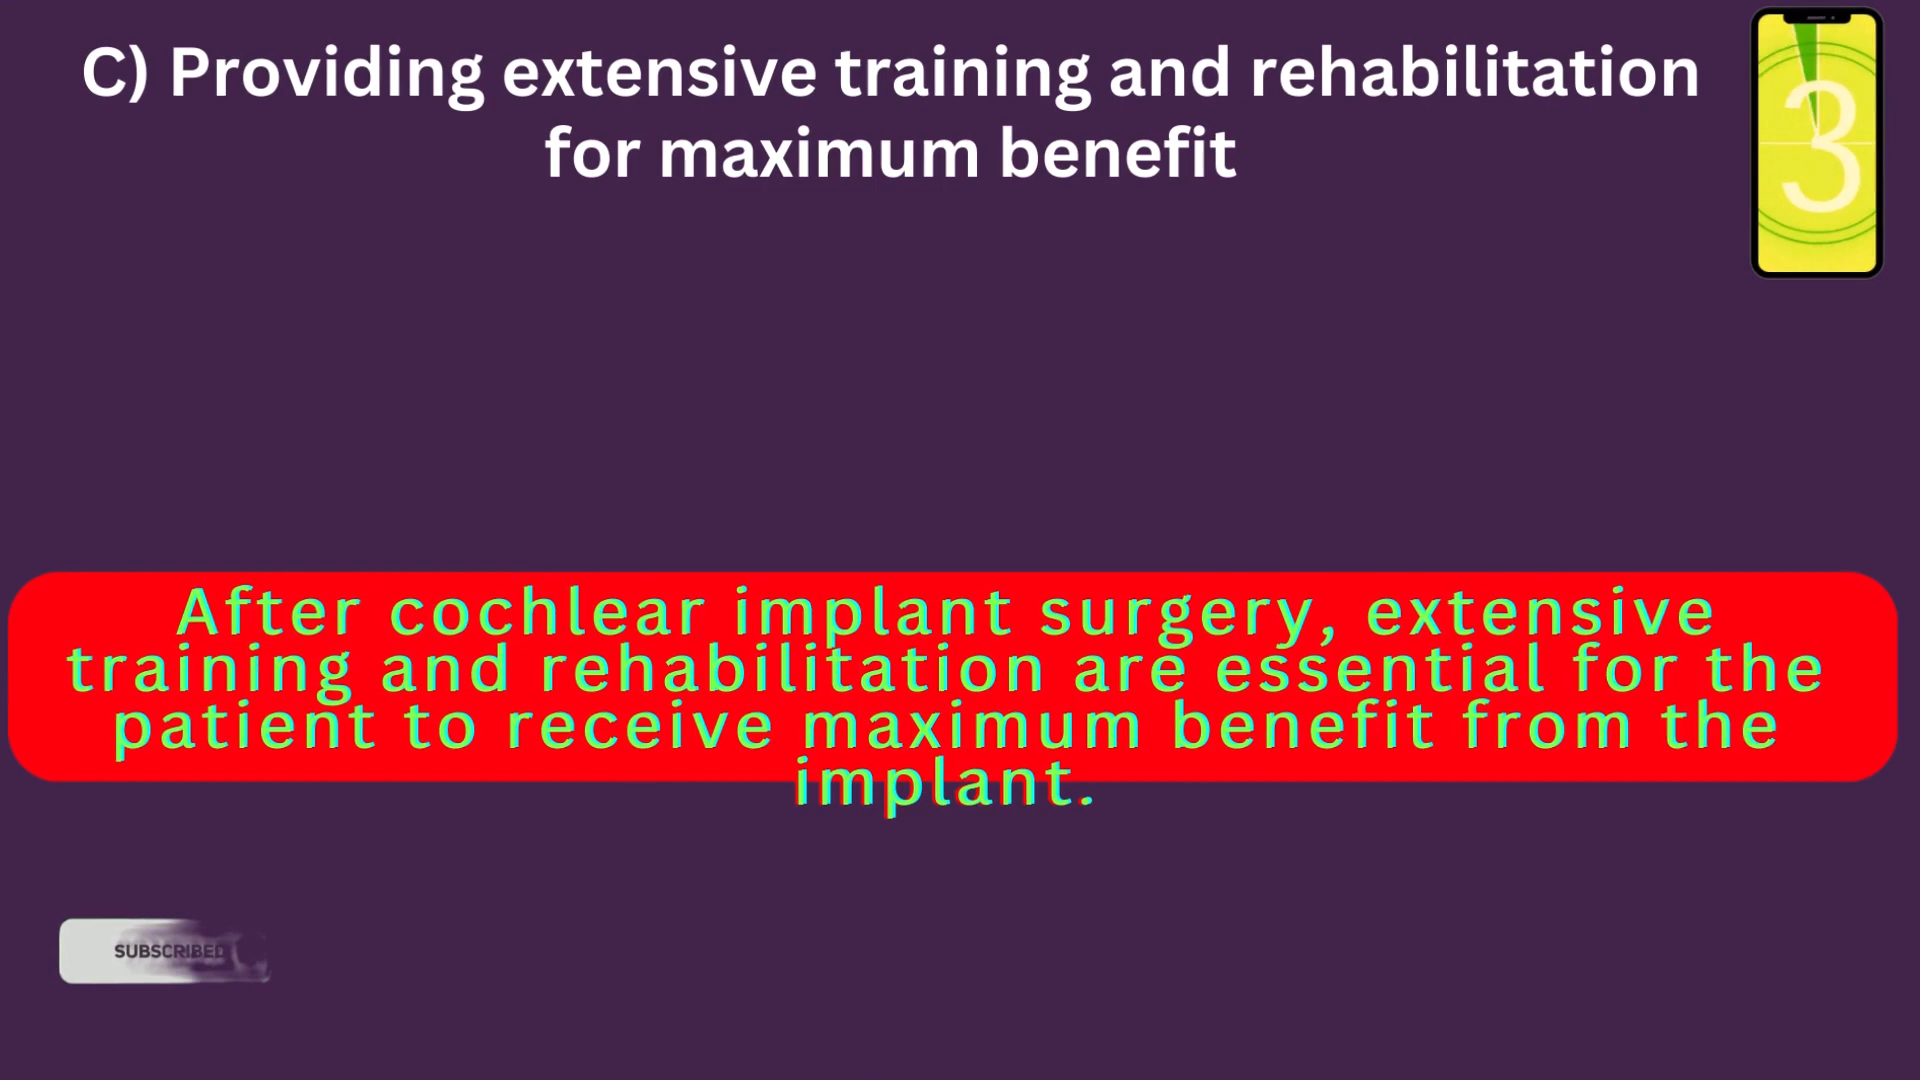 C) Providing extensive training and rehabilitation
for maximum benefit
3
After cochlear implant surgery, extensive
training and rehabilitation are essential for the
patient to receive maximum benefit from the
implant.
SUBSCRIBED